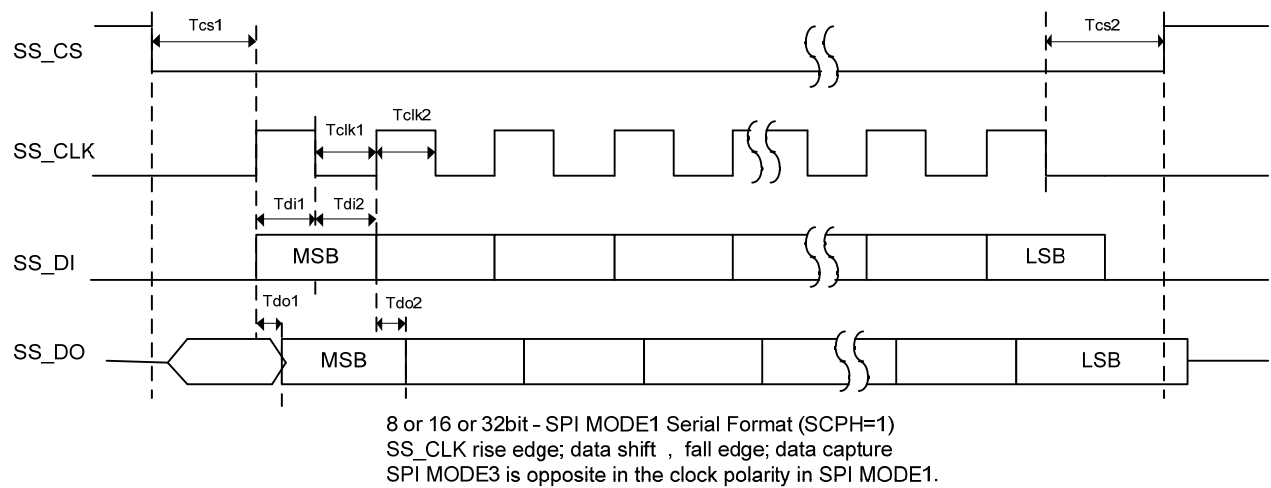 Tcs1
Tcs2
SS_CS
Tclk1
Tclk2
SS_CLK
Tdi1
Tdi2
SS_DI
MSB
LSB
Tdo1
Tdo2
SS_DO
MSB
LSB
8 or 16 or 32bit - SPI MODE1 Serial Format (SCPH=1)
SS_CLK rise edge; data shift , fall edge; data capture
SPI MODE3 is opposite in the clock polarity in SPI MODE1.